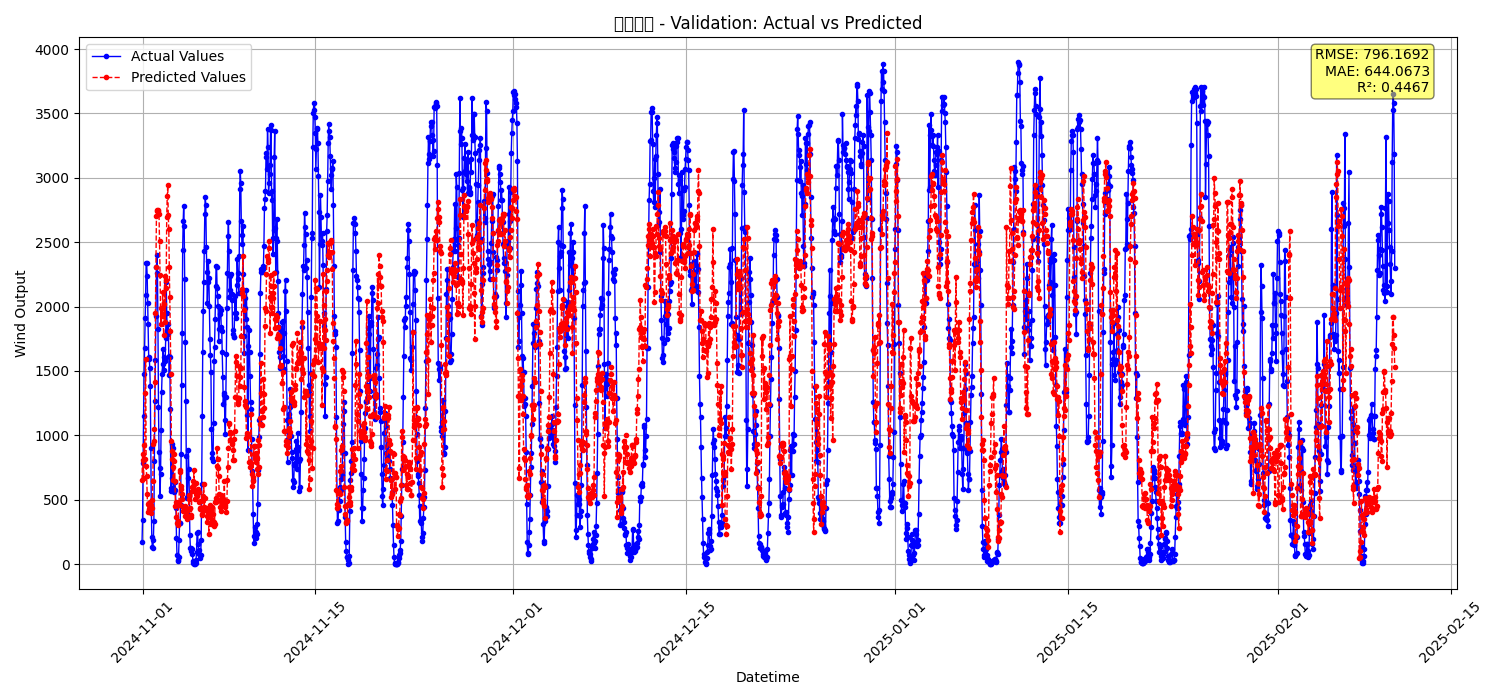 - Validation: Actual vs Predicted
Actual Values
Predicted Values
RMSE: 796.1692
MAE: 644.0673
R²: 0.4467
Wind Output
4000
3500
3000
2500
2000
1500
1000
500
0
2024-11-01
2024-11-15
2024-12-01
2024-12-15
2025-01-01
2025-01-15
2025-02-01
2025-02-15
Datetime